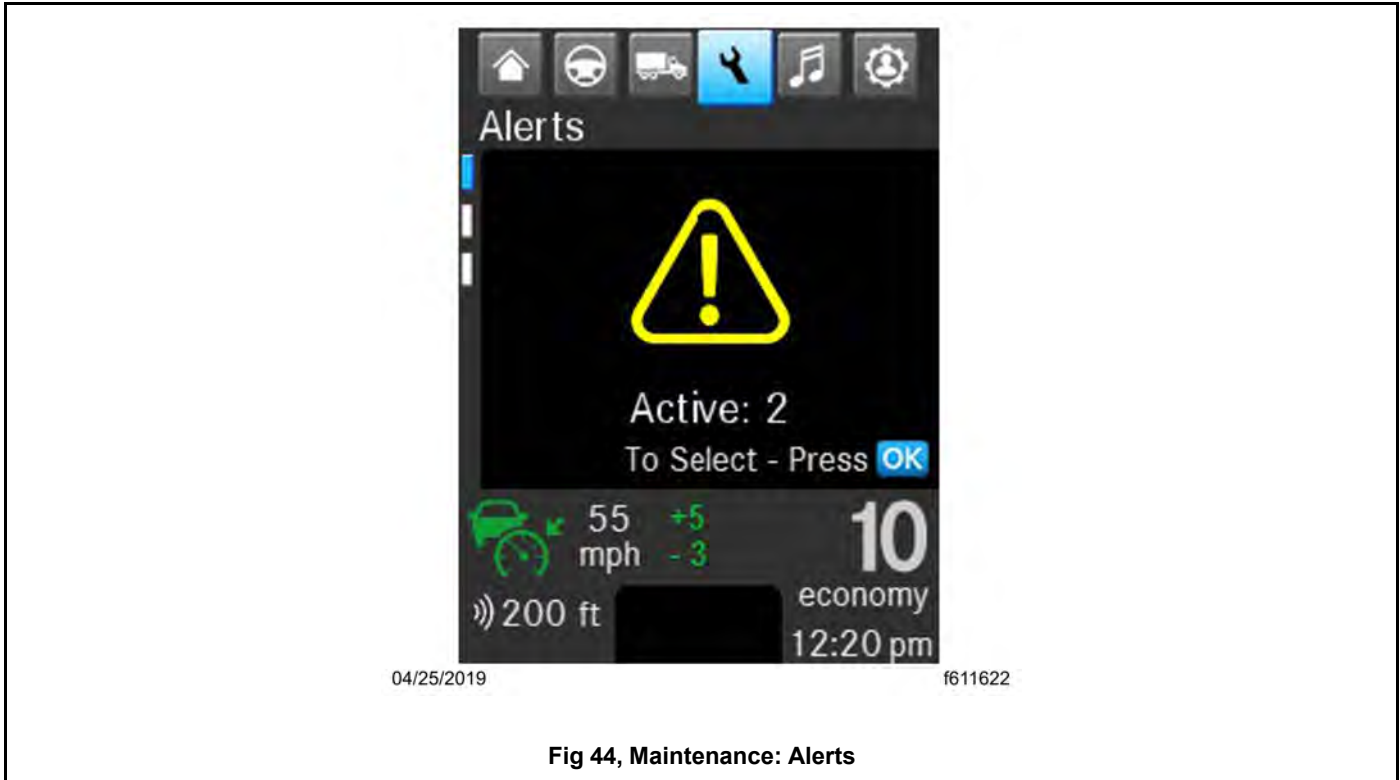 Alerts
Active: 2
To Select - Press OK
55 +5
mph - 3
10
economy
200 ft
12:20 pm
04/25/2019 f611622
Fig 44, Maintenance: Alerts